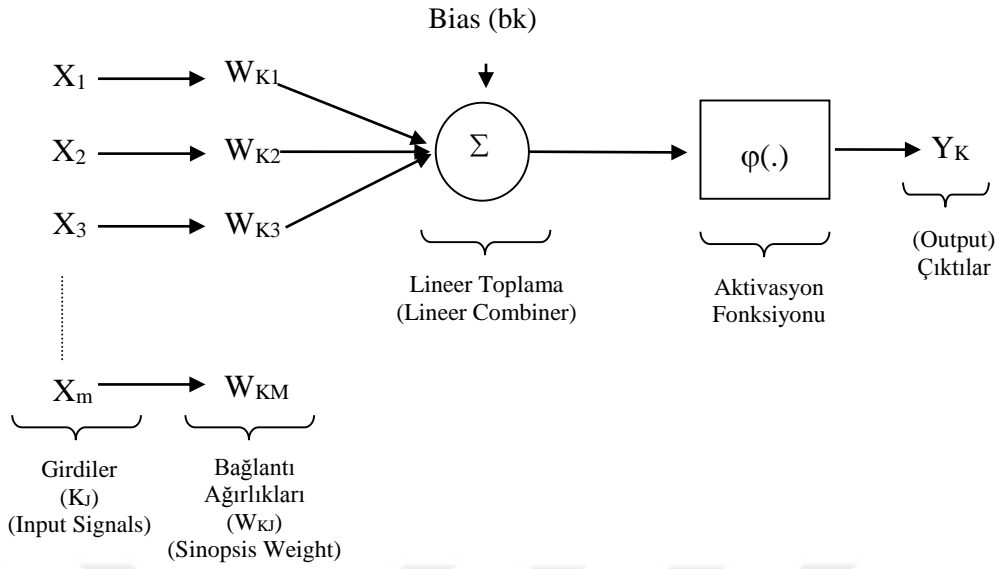 Bias (bk)
X1 WK1
Σ
X2 WK2 φ(.) YK
X3 WK3
(Output)
Çıktılar
Lineer Toplama
(Lineer Combiner)
Aktivasyon
Fonksiyonu
Xm WKM
Girdiler
(KJ)
(Input Signals)
Bağlantı
Ağırlıkları
(WKJ)
(Sinopsis Weight)